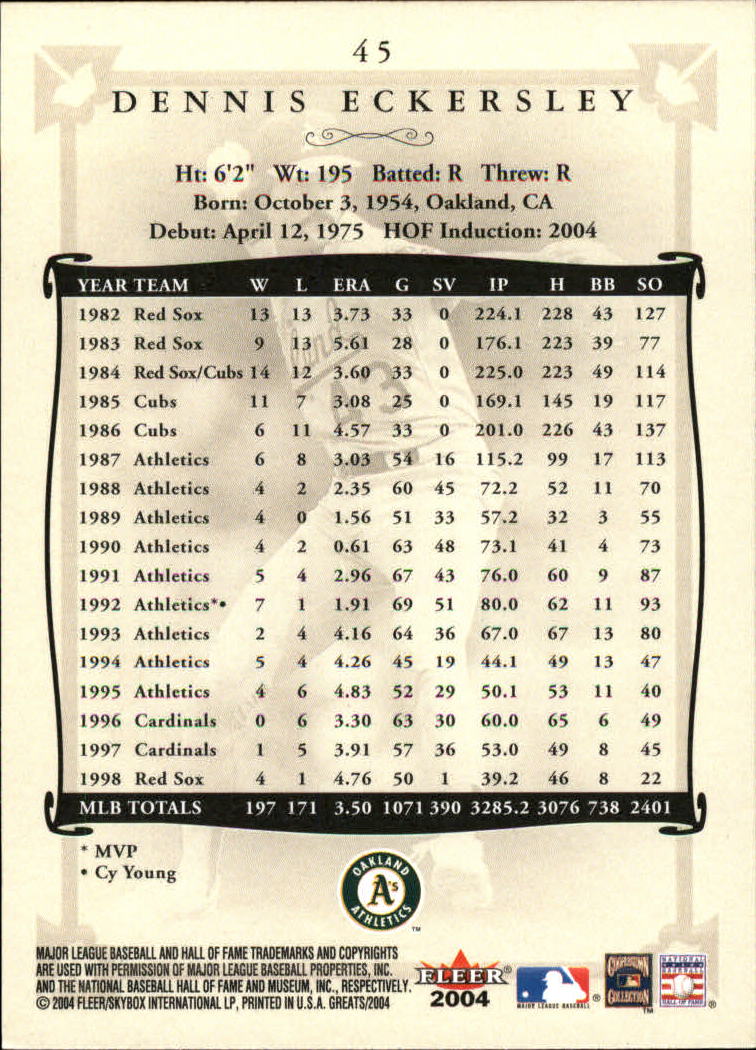 45
DENNIS ECKERSLEY
Ht: 6'2" Wt: 195 Batted: R Threw: R
Born: October 3, 1954, Oakland, CA
Debut: April 12, 1975 HOF Induction: 2004
YEAR TEAM W L ERA G SV IP H BB SO
1982 Red Sox 13 13 3.73 33 0 224.1 228 43 127
1983 Red Sox 9 13 5.61 28 0 176.1 223 39 77
1984 Red Sox/Cubs 14 12 3.60 33 0 225.0 223 49 114
1985 Cubs 11 7 3.08 25 0 169.1 145 19 117
1986 Cubs 6 11 4.57 33 0 201.0 226 43 137
1987 Athletics 6 8 3.03 54 16 115.2 99 17 113
1988 Athletics 4 2 2.35 60 45 72.2 52 11 70
1989 Athletics 4 0 1.56 51 33 57.2 32 3 55
1990 Athletics 4 2 0.61 63 48 73.1 41 4 73
1991 Athletics 5 4 2.96 67 43 76.0 60 9 87
1992 Athletics*• 7 1 1.91 69 51 80.0 62 11 93
1993 Athletics 2 4 4.16 64 36 67.0 67 13 80
1994 Athletics 5 4 4.26 45 19 44.1 49 13 47
1995 Athletics 4 6 4.83 52 29 50.1 53 11 40
1996 Cardinals 0 6 3.30 63 30 60.0 65 6 49
1997 Cardinals 1 5 3.91 57 36 53.0 49 8 45
1998 Red Sox 4 1 4.76 50 1 39.2 46 8 22
MLB TOTALS 197 171 3.50 1071 390 3285.2 3076 738 2401
* MVP
• Cy Young
OAKLAND
A's
ATHLETICS
TM
MAJOR LEAGUE BASEBALL AND HALL OF FAME TRADEMARKS AND COPYRIGHTS
ARE USED WITH PERMISSION OF MAJOR LEAGUE BASEBALL PROPERTIES, INC.
AND THE NATIONAL BASEBALL HALL OF FAME AND MUSEUM, INC., RESPECTIVELY.
© 2004 FLEER/SKYBOX INTERNATIONAL LP, PRINTED IN U.S.A. GREATS/2004
FLEER®
2004
MAJOR LEAGUE BASEBALL ®
COOPERSTOWN
COLLECTION
TM
NATIONAL
BASEBALL
HALL OF FAME
®